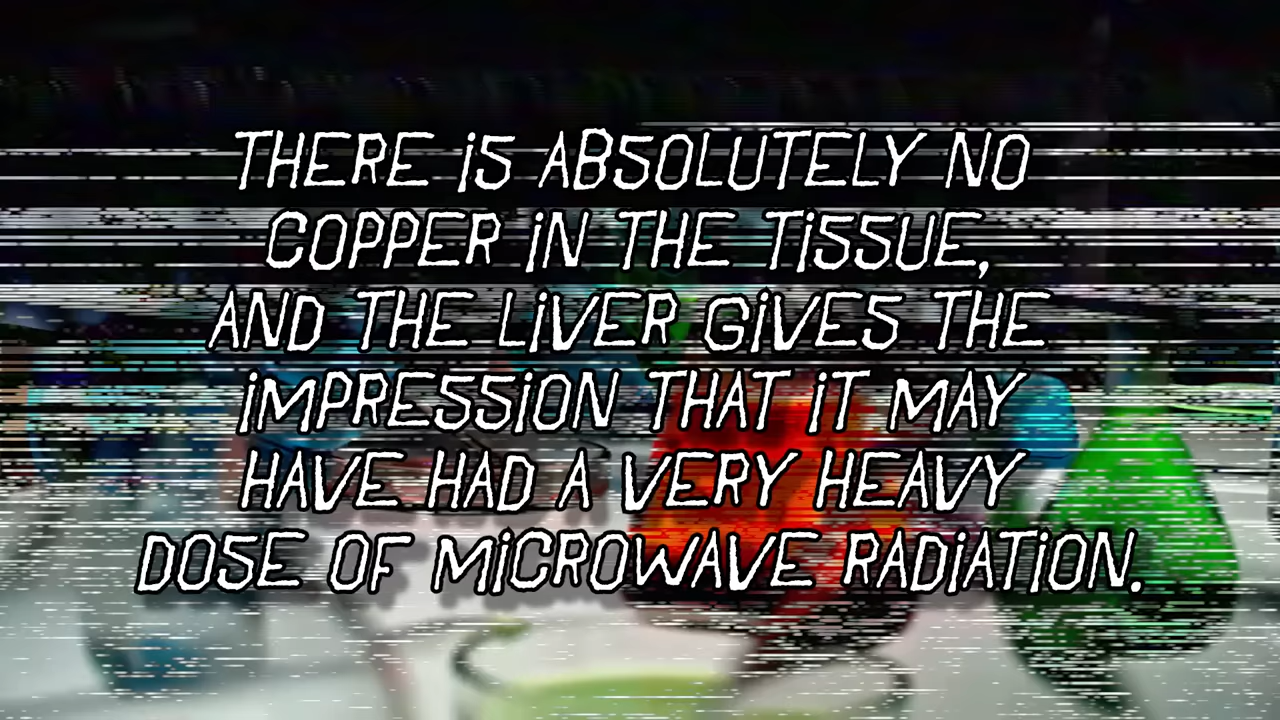 THERE IS ABSOLUTELY NO
COPPER IN THE TISSUE,
AND THE LIVER GIVES THE
IMPRESSION THAT IT MAY
HAVE HAD A VERY HEAVY
DOSE OF MICROWAVE RADIATION.